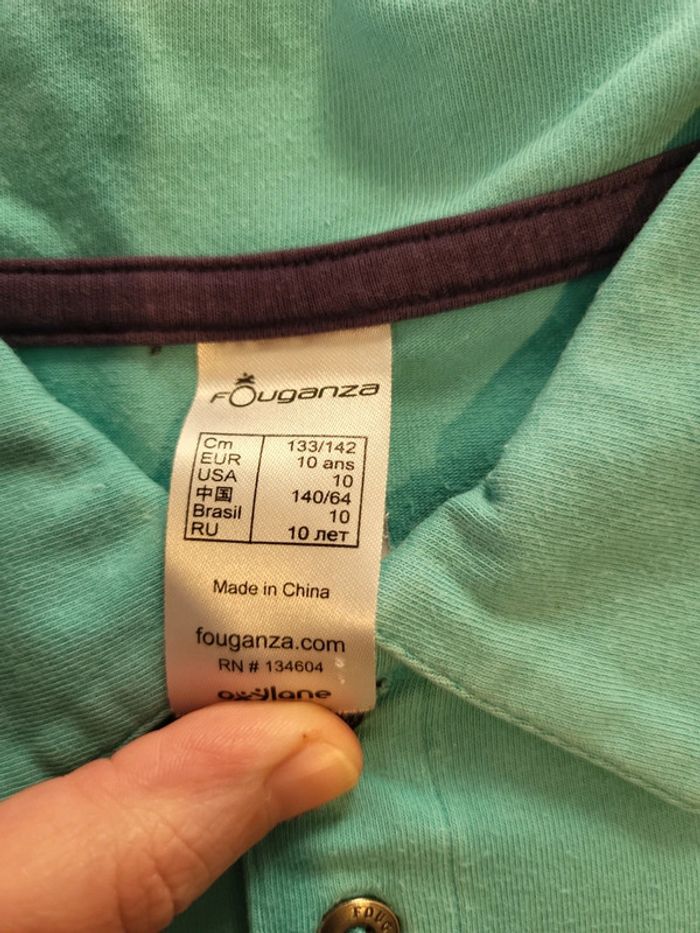 FOuganza
Cm 133/142
EUR 10 ans
USA 10
中国 140/64
Brasil 10
RU 10 лет
Made in China
fouganza.com
RN # 134604
oxylane